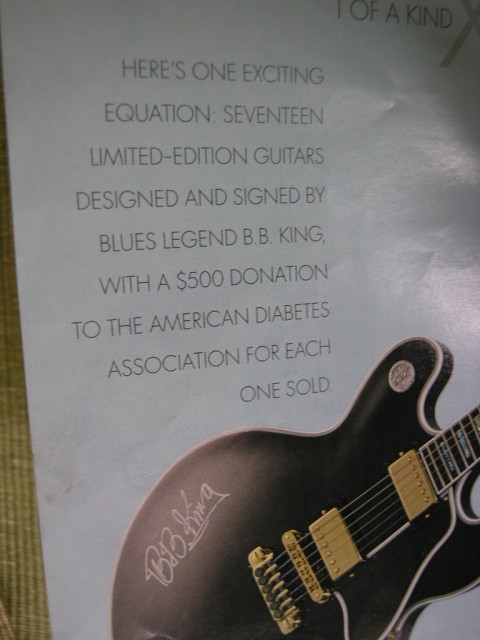 1 OF A KIND X
HERE'S ONE EXCITING
EQUATION: SEVENTEEN
LIMITED-EDITION GUITARS
DESIGNED AND SIGNED BY
BLUES LEGEND B.B. KING,
WITH A $500 DONATION
TO THE AMERICAN DIABETES
ASSOCIATION FOR EACH
ONE SOLD.
BB King